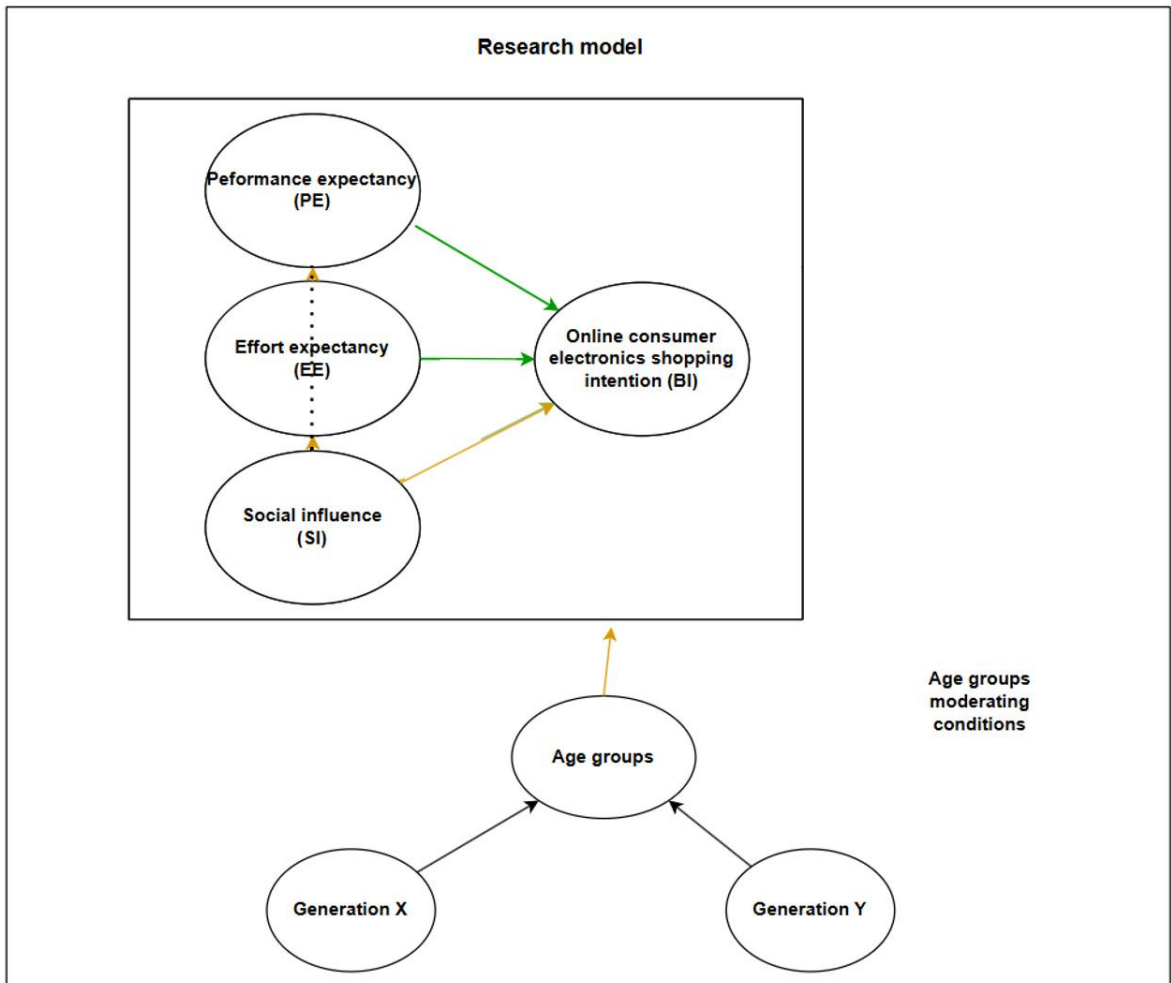 Research model
Peformance expectancy
(PE)
Effort expectancy
(EE)
Social influence
(SI)
Online consumer
electronics shopping
intention (BI)
Age groups
moderating
conditions
Age groups
Generation X
Generation Y